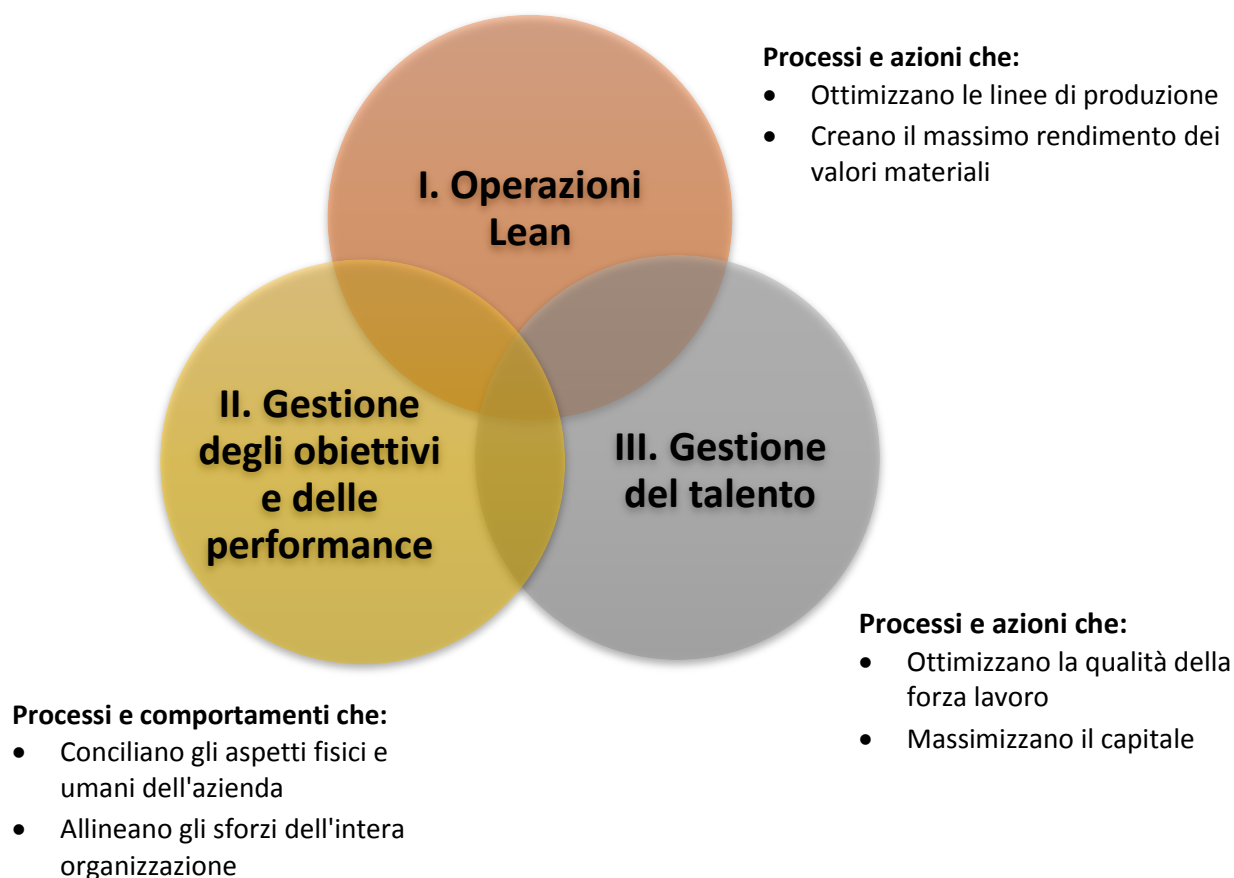 Processi e azioni che:
• Ottimizzano le linee di produzione
• Creano il massimo rendimento dei
valori materiali
I. Operazioni
Lean
II. Gestione
degli obiettivi
e delle
performance
III. Gestione
del talento
Processi e azioni che:
• Ottimizzano la qualità della
forza lavoro
• Massimizzano il capitale
Processi e comportamenti che:
• Conciliano gli aspetti fisici e
umani dell'azienda
• Allineano gli sforzi dell'intera
organizzazione